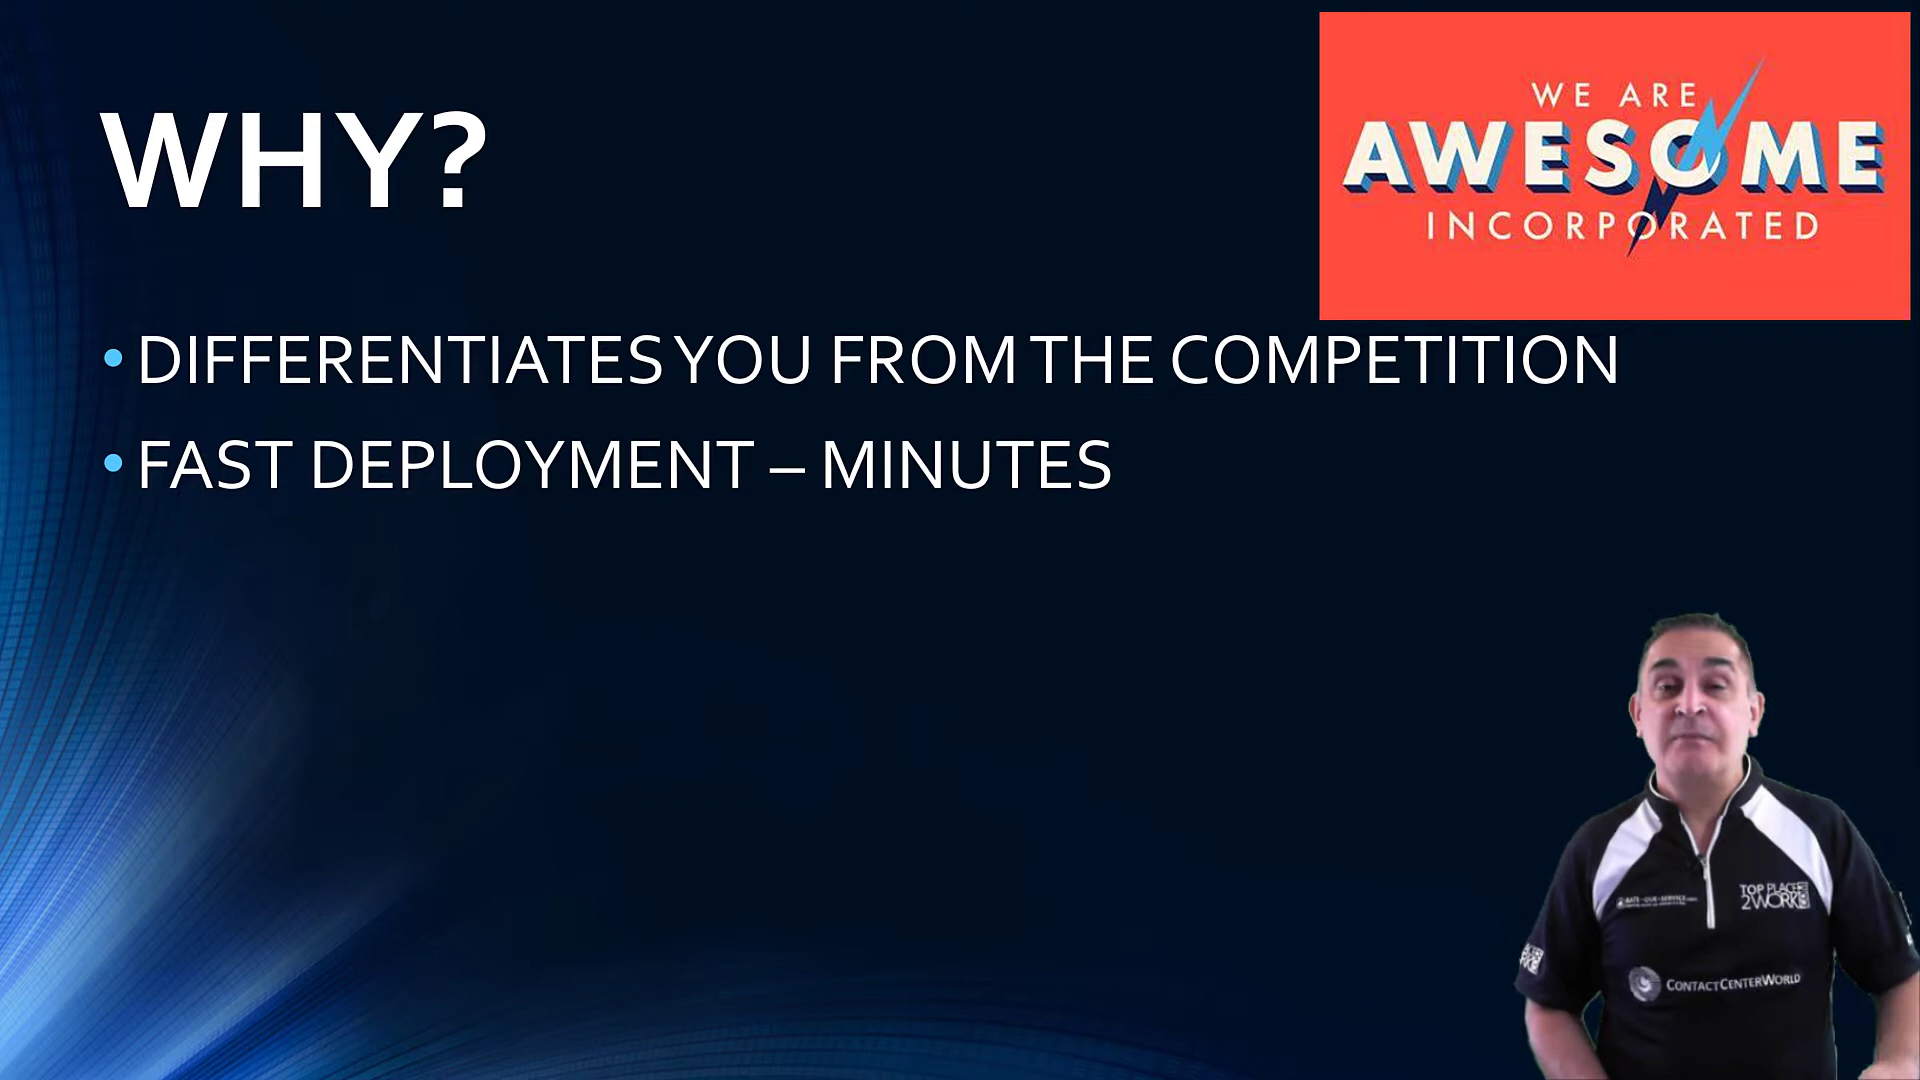 WHY?
WE ARE
AWESOME
INCORPORATED
• DIFFERENTIATES YOU FROM THE COMPETITION
• FAST DEPLOYMENT – MINUTES
TOP PLACE
2WORK
CONTACTCENTERWORLD